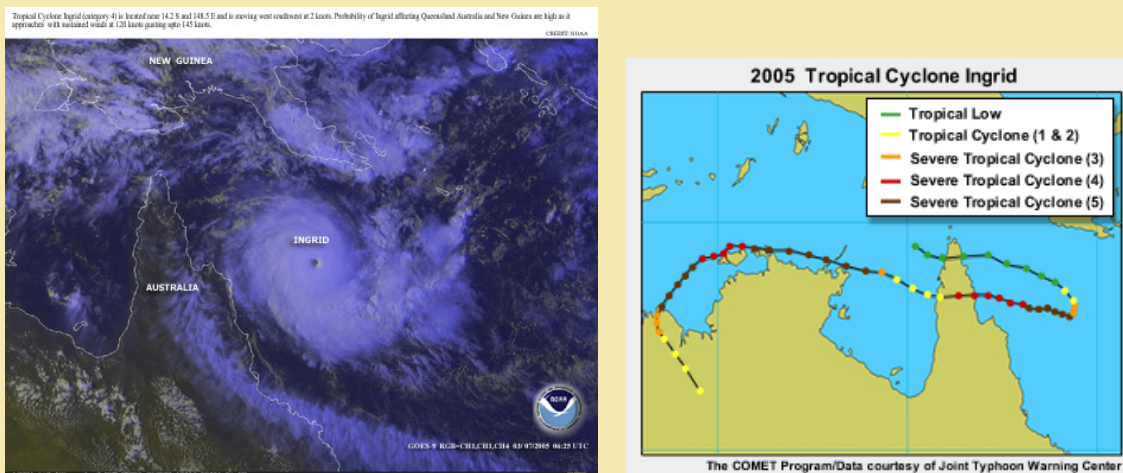 Tropical Cyclone Ingrid (category 4) is located near 14.2 S and 148.5 E and is moving west southwest at 2 knots. Probability of Ingrid affecting Queensland Australia and New Guinea are high as it
approaches with sustained winds at 120 knots gusting upto 145 knots.
CREDIT: NOAA
NEW GUINEA
INGRID
AUSTRALIA
NOAA
GOES-9 RGB=CH1,CH1,CH4 03/07/2005 06:25 UTC
2005 Tropical Cyclone Ingrid
Tropical Low
Tropical Cyclone (1 & 2)
Severe Tropical Cyclone (3)
Severe Tropical Cyclone (4)
Severe Tropical Cyclone (5)
The COMET Program/Data courtesy of Joint Typhoon Warning Center